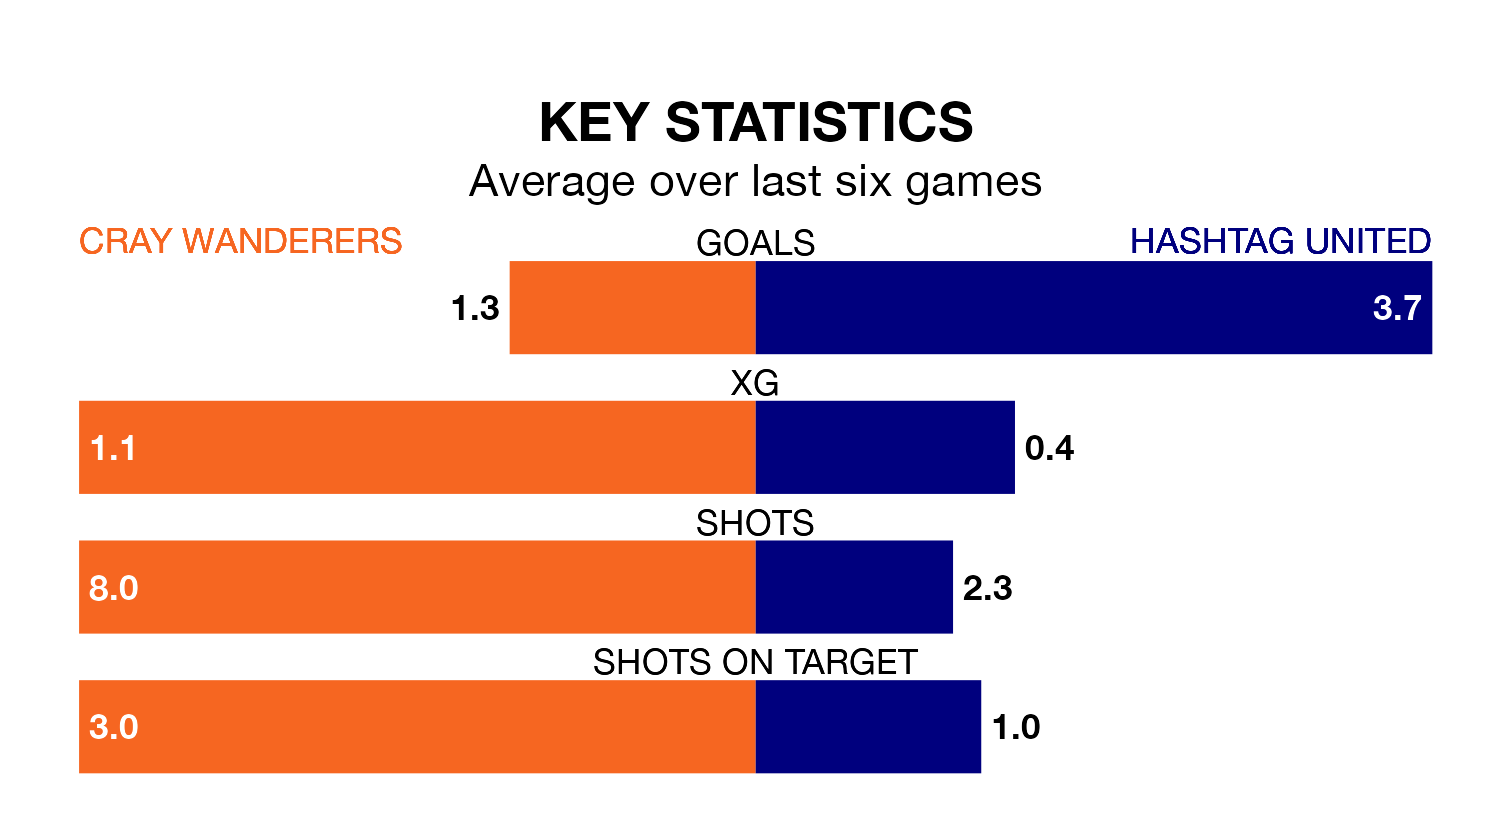 KEY STATISTICS
Average over last six games
CRAY WANDERERS
GOALS
HASHTAG UNITED
1.3
3.7
XG
1.1
0.4
SHOTS
8.0
2.3
SHOTS ON TARGET
3.0
1.0